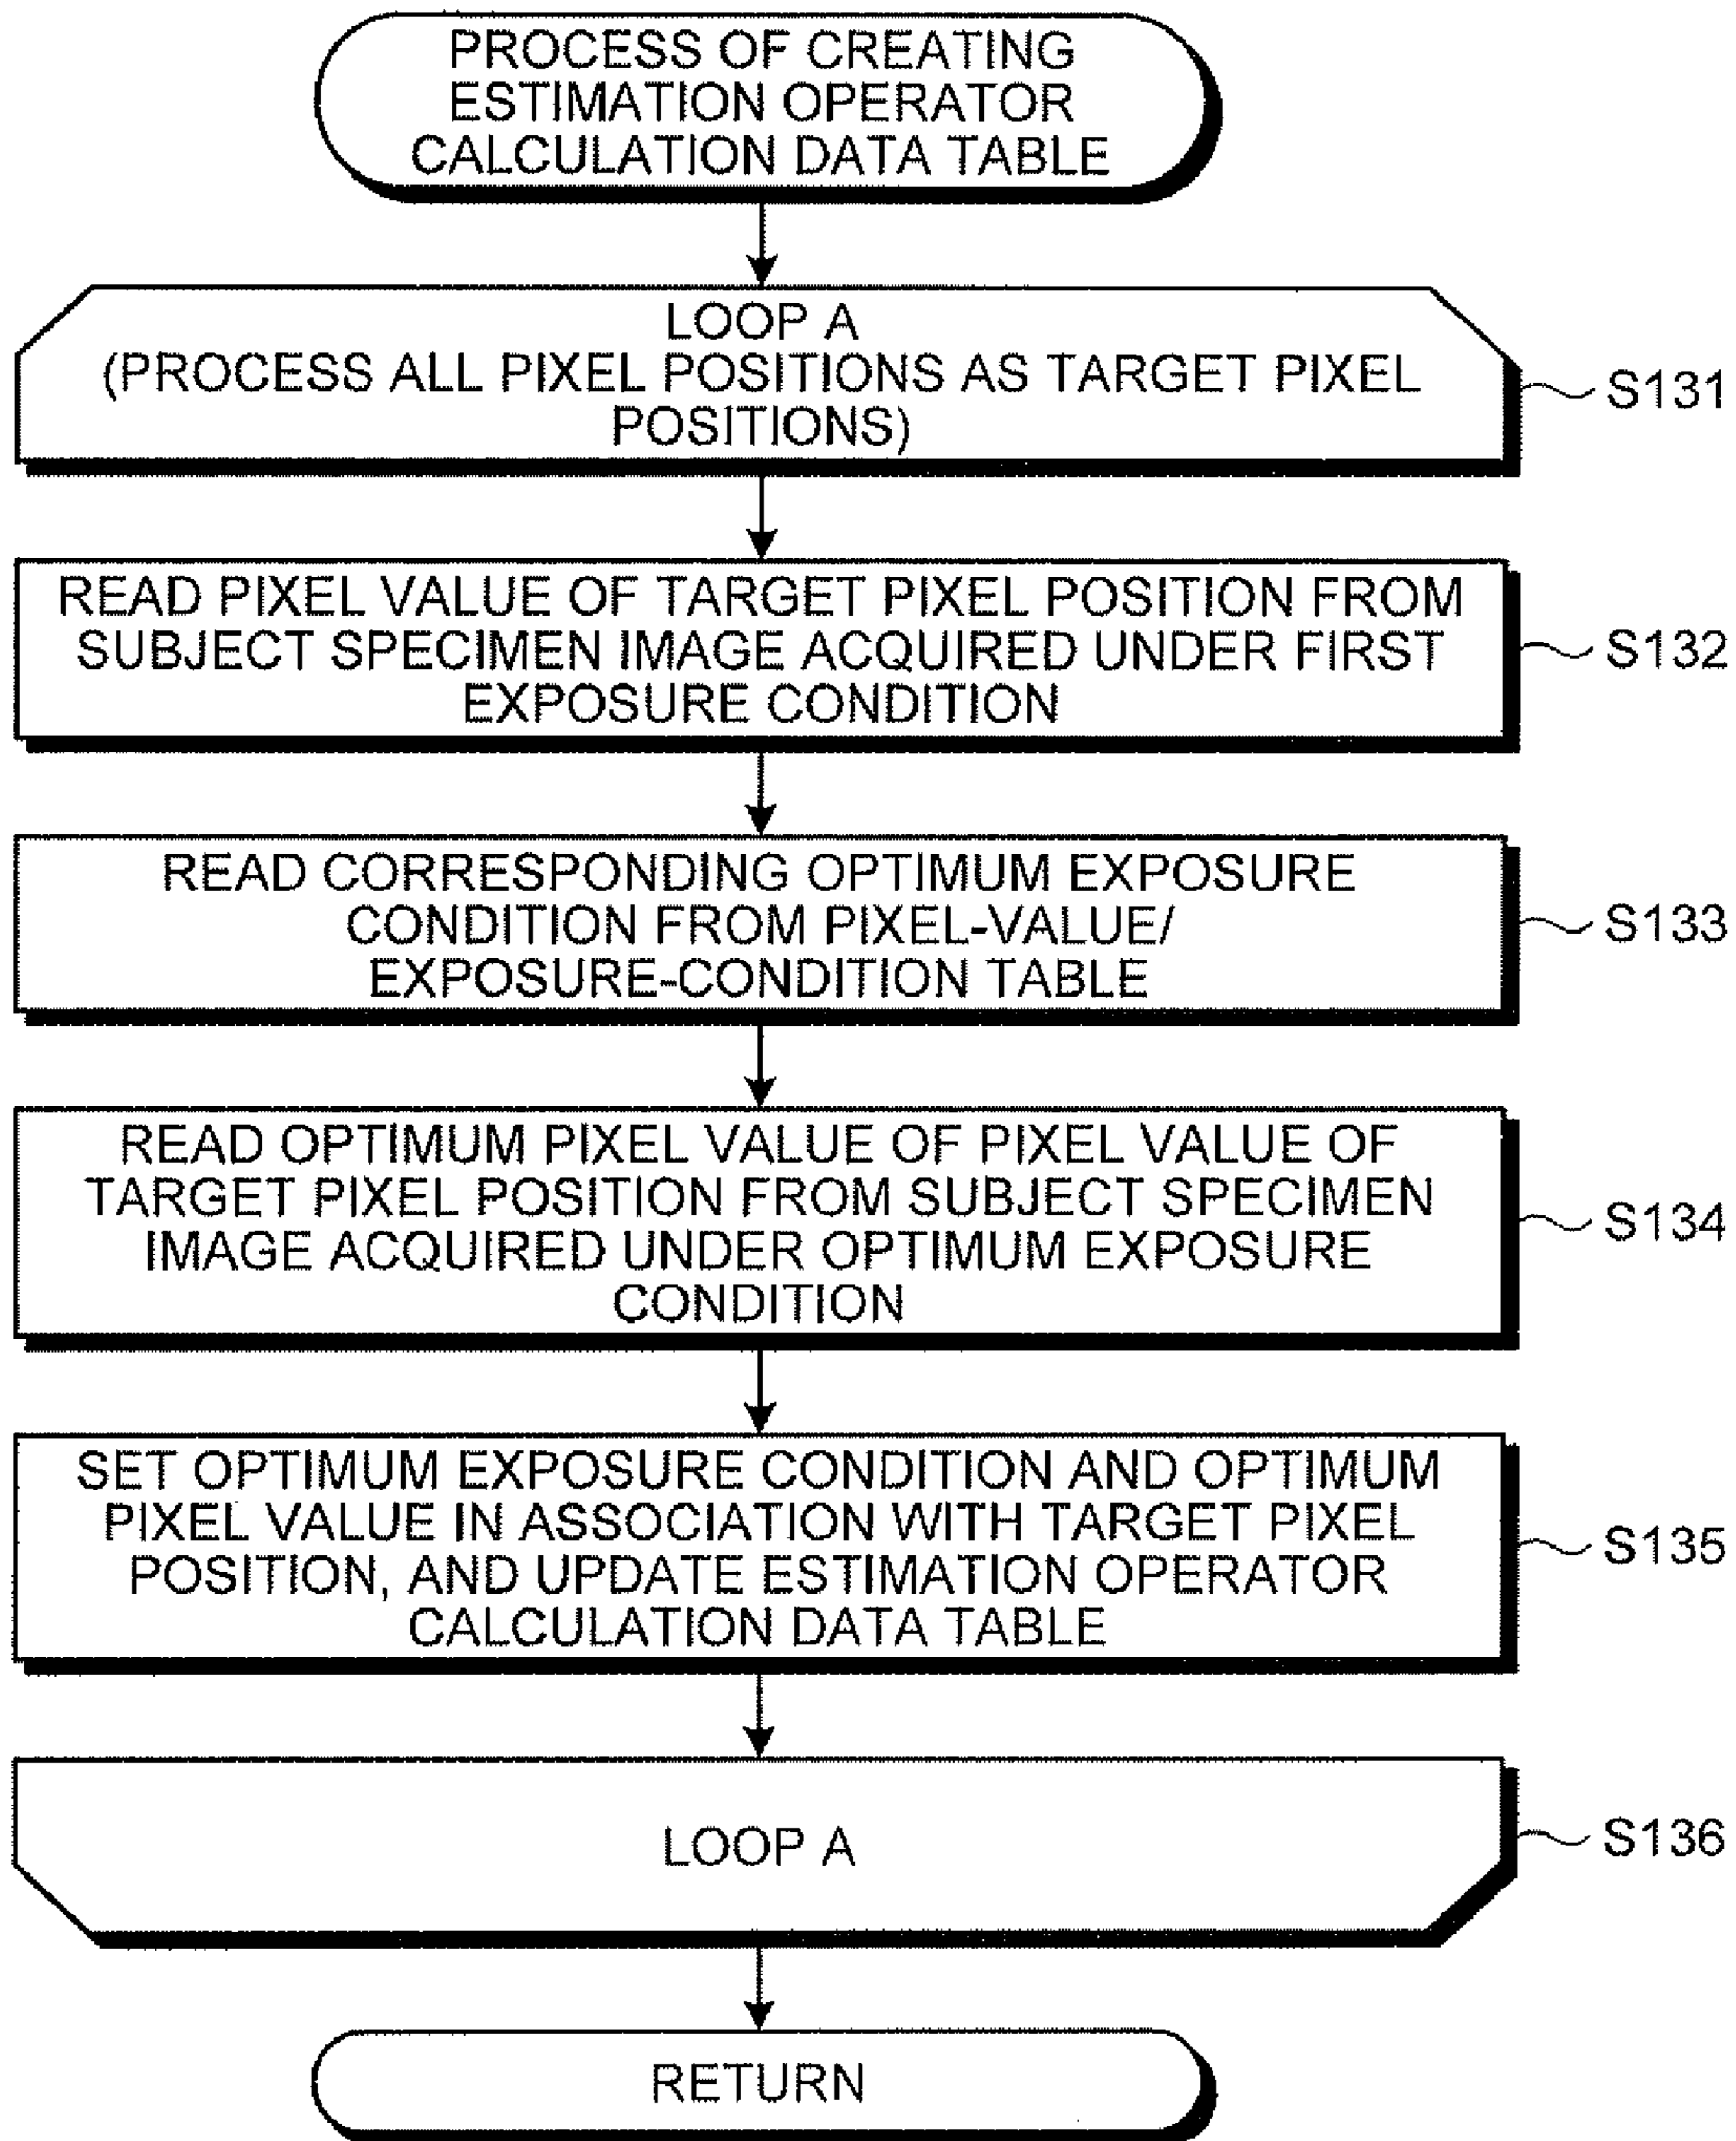 PROCESS OF CREATING
ESTIMATION OPERATOR
CALCULATION DATA TABLE
LOOP A
(PROCESS ALL PIXEL POSITIONS AS TARGET PIXEL
POSITIONS)
S131
READ PIXEL VALUE OF TARGET PIXEL POSITION FROM
SUBJECT SPECIMEN IMAGE ACQUIRED UNDER FIRST
EXPOSURE CONDITION
S132
READ CORRESPONDING OPTIMUM EXPOSURE
CONDITION FROM PIXEL-VALUE/
EXPOSURE-CONDITION TABLE
S133
READ OPTIMUM PIXEL VALUE OF PIXEL VALUE OF
TARGET PIXEL POSITION FROM SUBJECT SPECIMEN
IMAGE ACQUIRED UNDER OPTIMUM EXPOSURE
CONDITION
S134
SET OPTIMUM EXPOSURE CONDITION AND OPTIMUM
PIXEL VALUE IN ASSOCIATION WITH TARGET PIXEL
POSITION, AND UPDATE ESTIMATION OPERATOR
CALCULATION DATA TABLE
S135
LOOP A
S136
RETURN